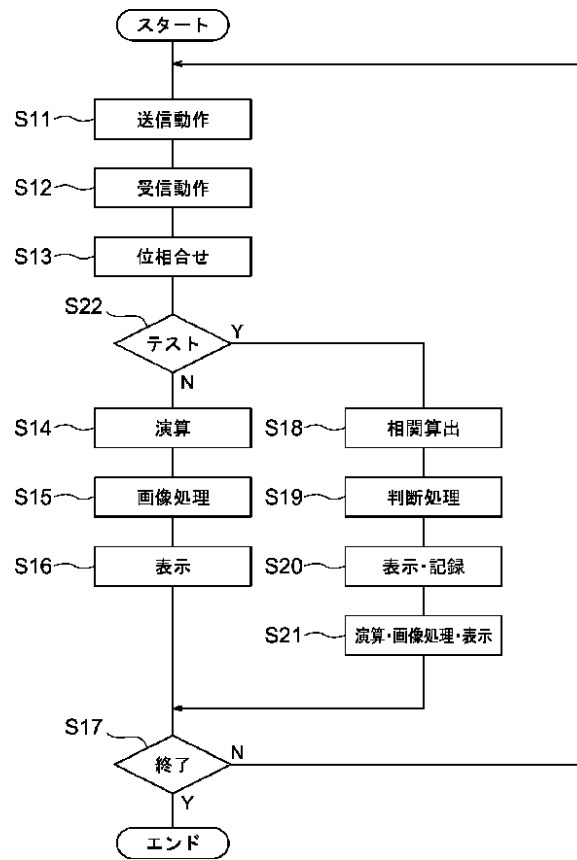 スタート
S11
送信動作
S12
受信動作
S13
位相合せ
S22
テスト
Y
N
S14
演算
S18
相関算出
S15
画像処理
S19
判断処理
S16
表示
S20
表示・記録
S21
演算・画像処理・表示
S17
終了
N
Y
エンド